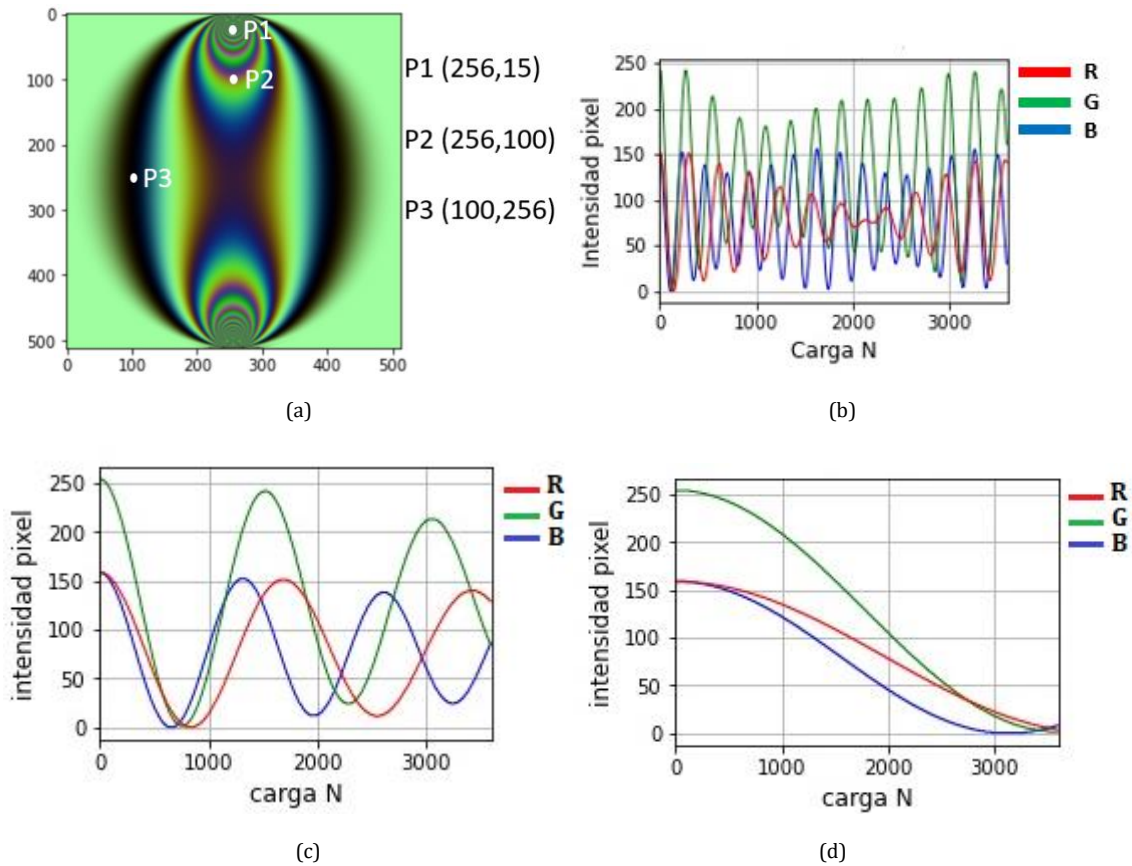 0
100
200
300
400
500
0 100 200 300 400 500
P1
P2
P3
P1 (256,15)
P2 (256,100)
P3 (100,256)
(a)
Intensidad pixel
250
200
150
100
50
0
0 1000 2000 3000
Carga N
R
G
B
(b)
intensidad pixel
250
200
150
100
50
0
0 1000 2000 3000
carga N
R
G
B
(c)
intensidad pixel
250
200
150
100
50
0
0 1000 2000 3000
carga N
R
G
B
(d)